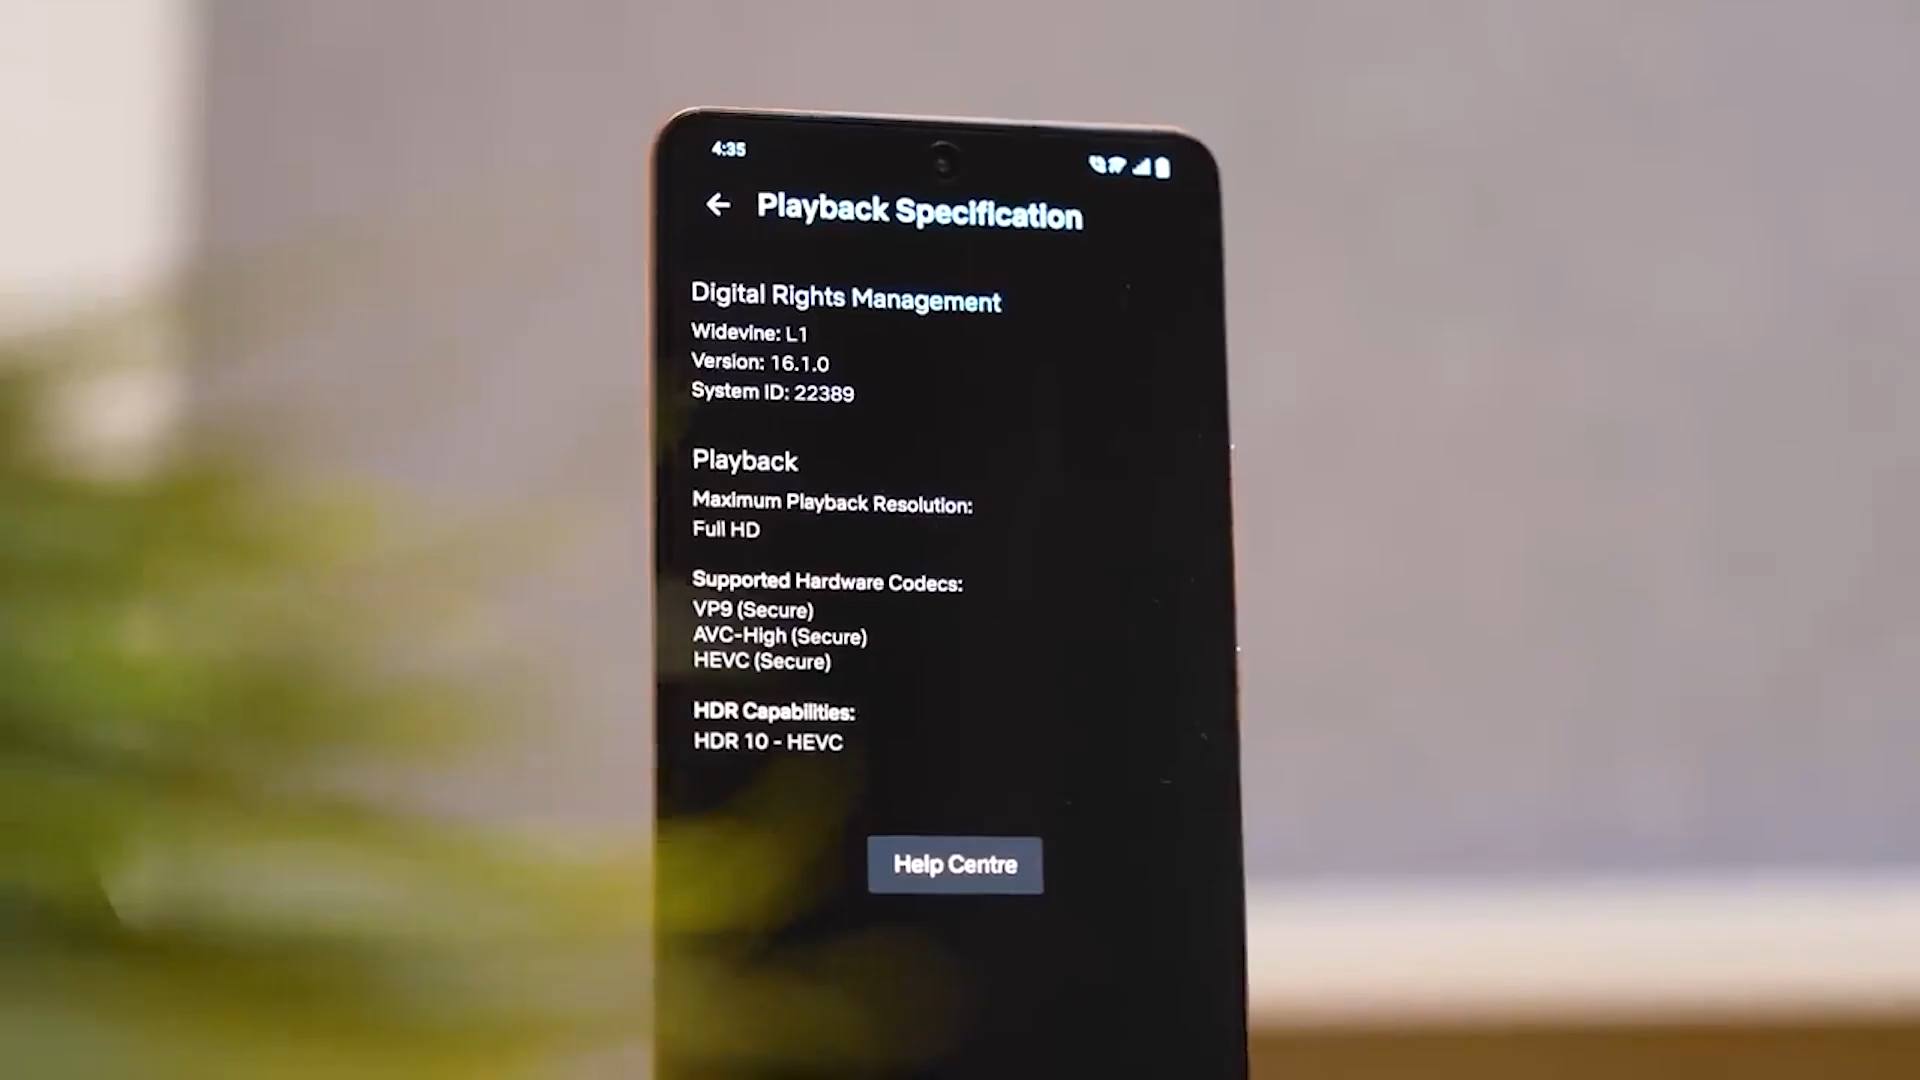 4:35
Playback Specification
Digital Rights Management
Widevine: L1
Version: 16.1.0
System ID: 22389
Playback
Maximum Playback Resolution:
Full HD
Supported Hardware Codecs:
VP9 (Secure)
AVC-High (Secure)
HEVC (Secure)
HDR Capabilities:
HDR 10 - HEVC
Help Centre